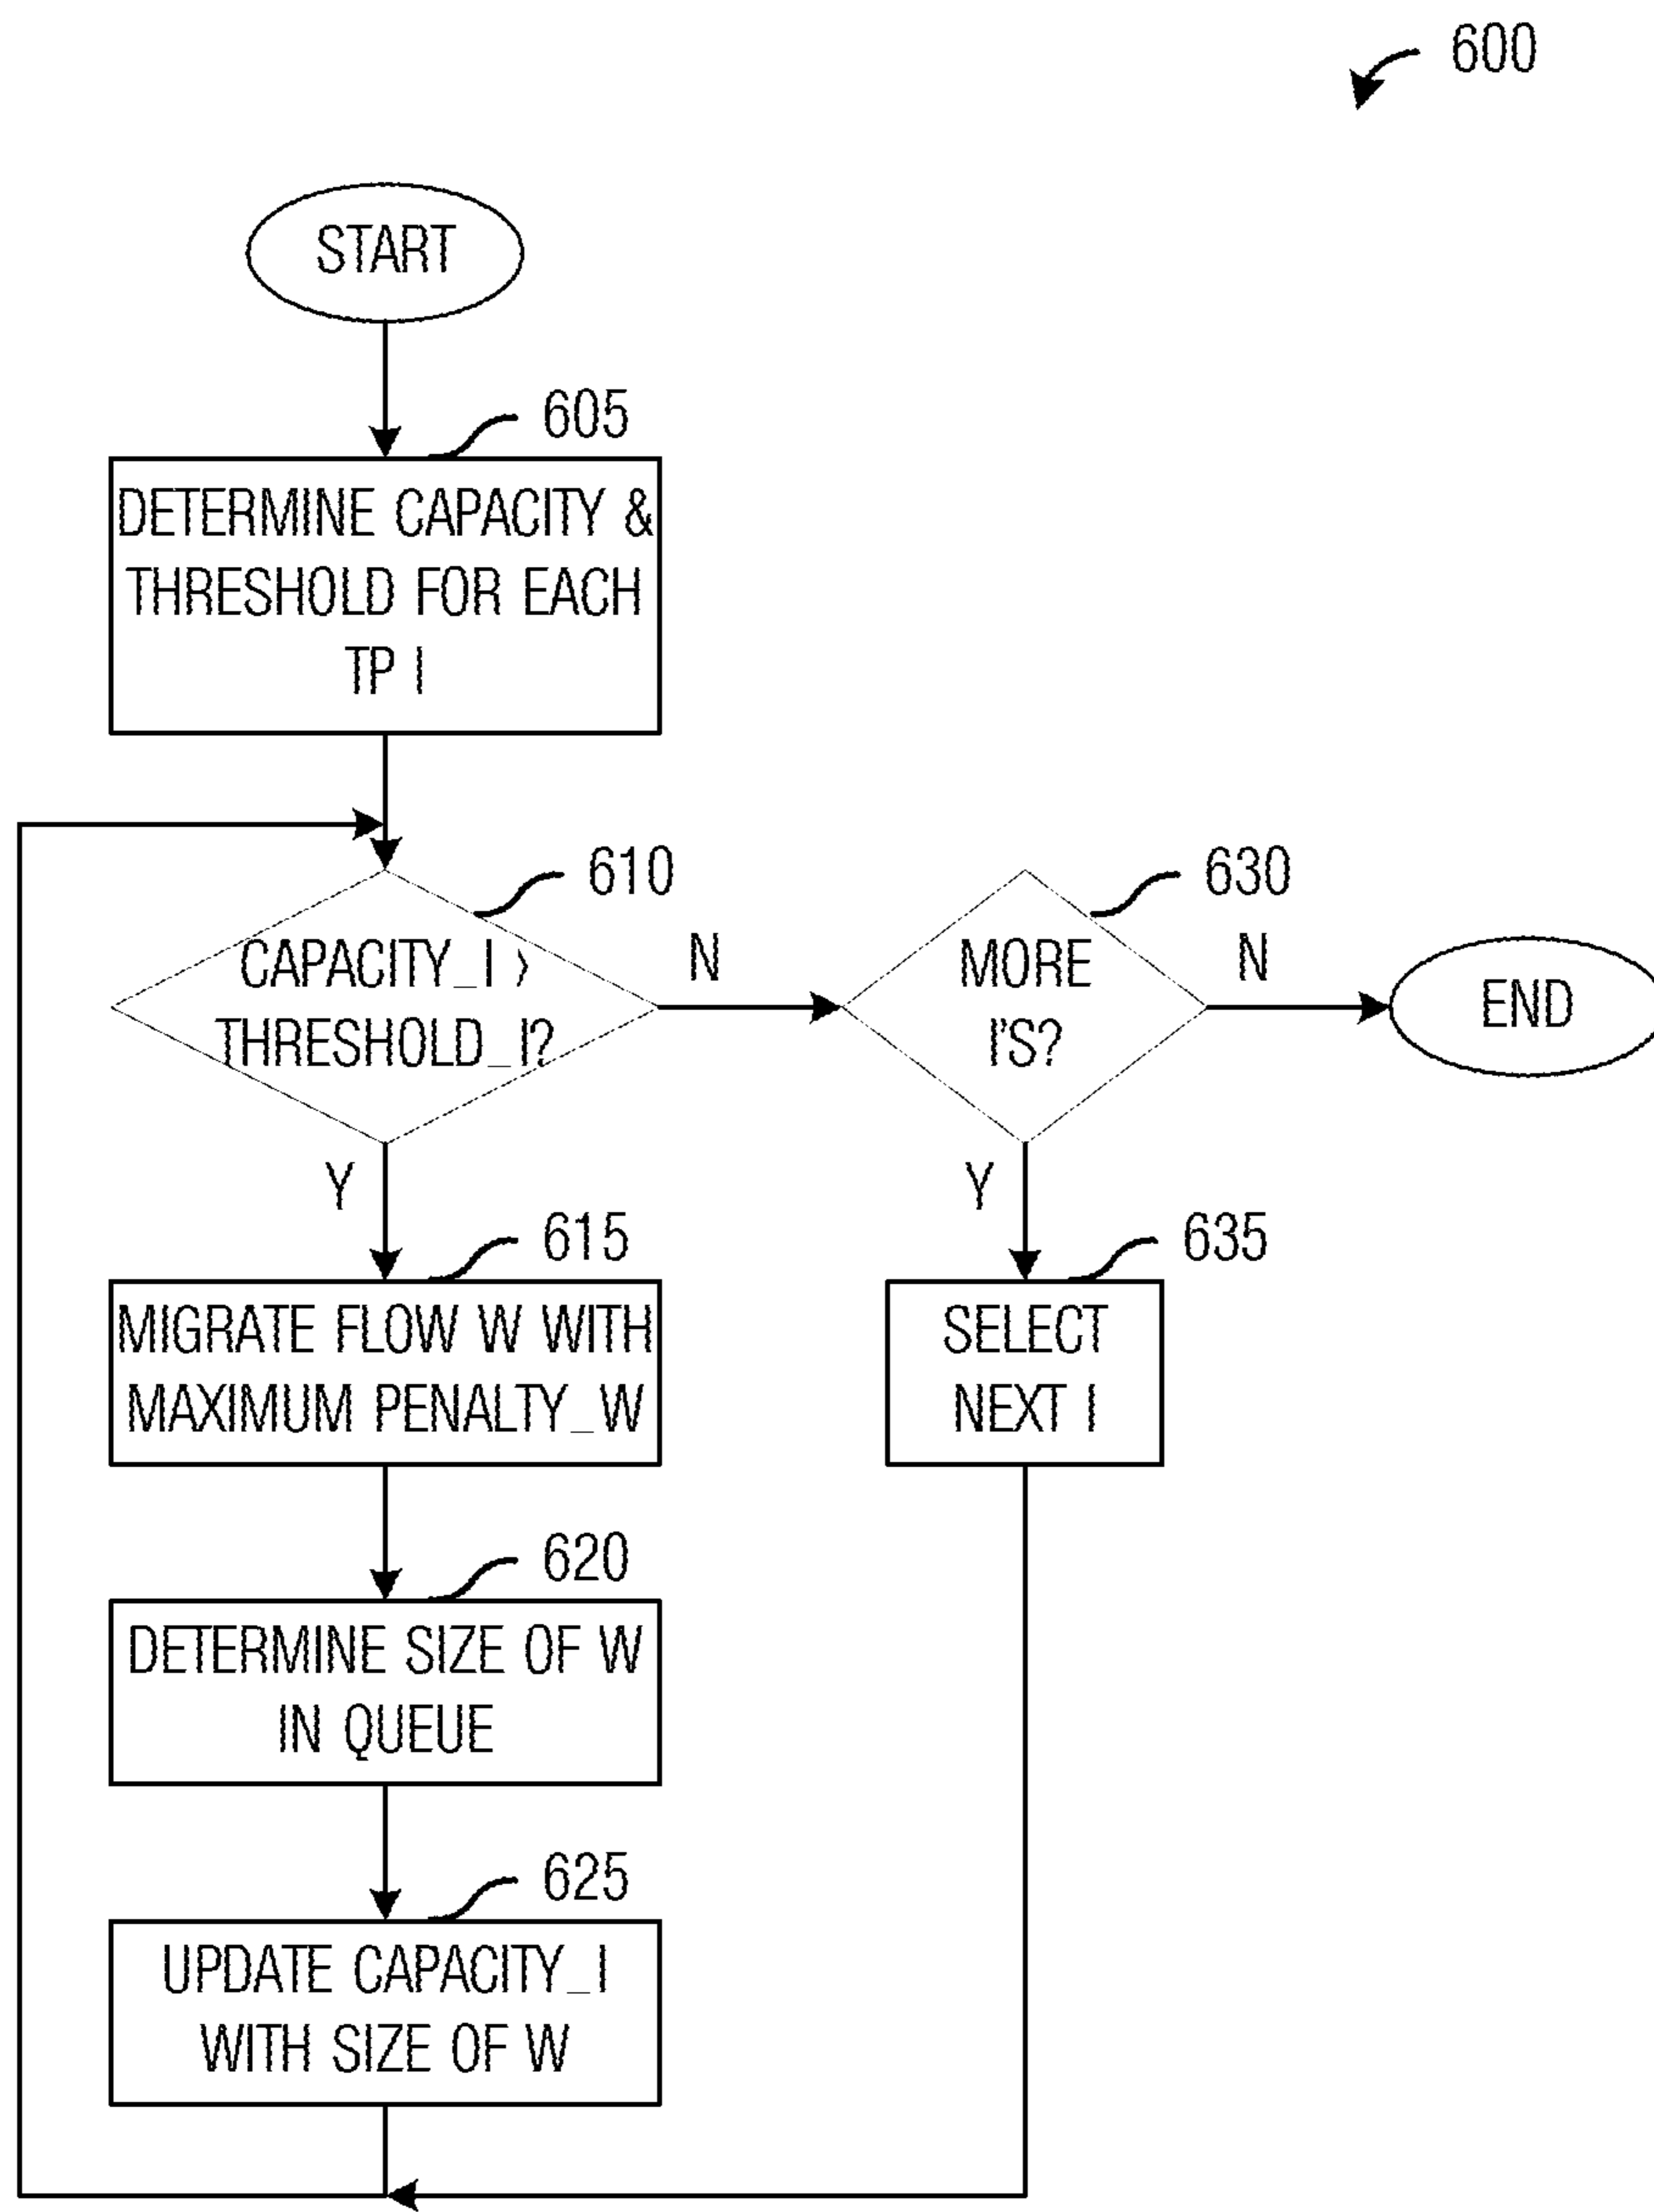 600
START
605
DETERMINE CAPACITY &
THRESHOLD FOR EACH
TP I
610
CAPACITY_I >
THRESHOLD_I?
N
630
MORE
I'S?
N
END
Y
615
MIGRATE FLOW W WITH
MAXIMUM PENALTY_W
Y
635
SELECT
NEXT I
620
DETERMINE SIZE OF W
IN QUEUE
625
UPDATE CAPACITY_I
WITH SIZE OF W